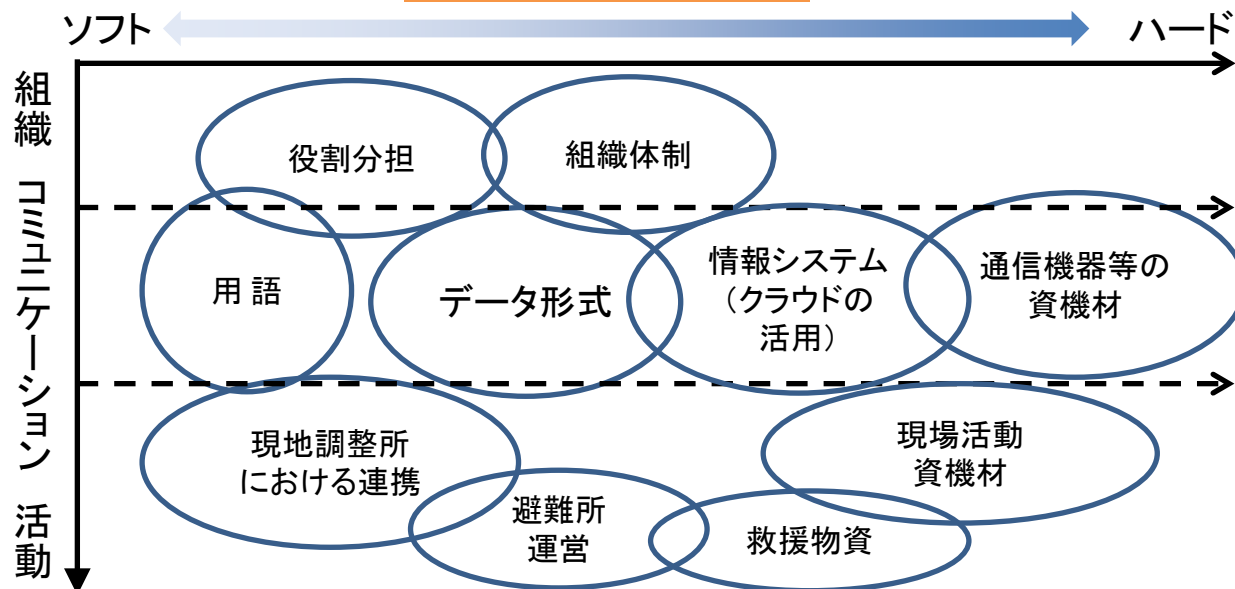 ソフト
ハード
組織 コミュニケーション 活動
役割分担
組織体制
用 語
データ形式
情報システム
（クラウドの
活用）
通信機器等の
資機材
現地調整所
における連携
避難所
運営
救援物資
現場活動
資機材